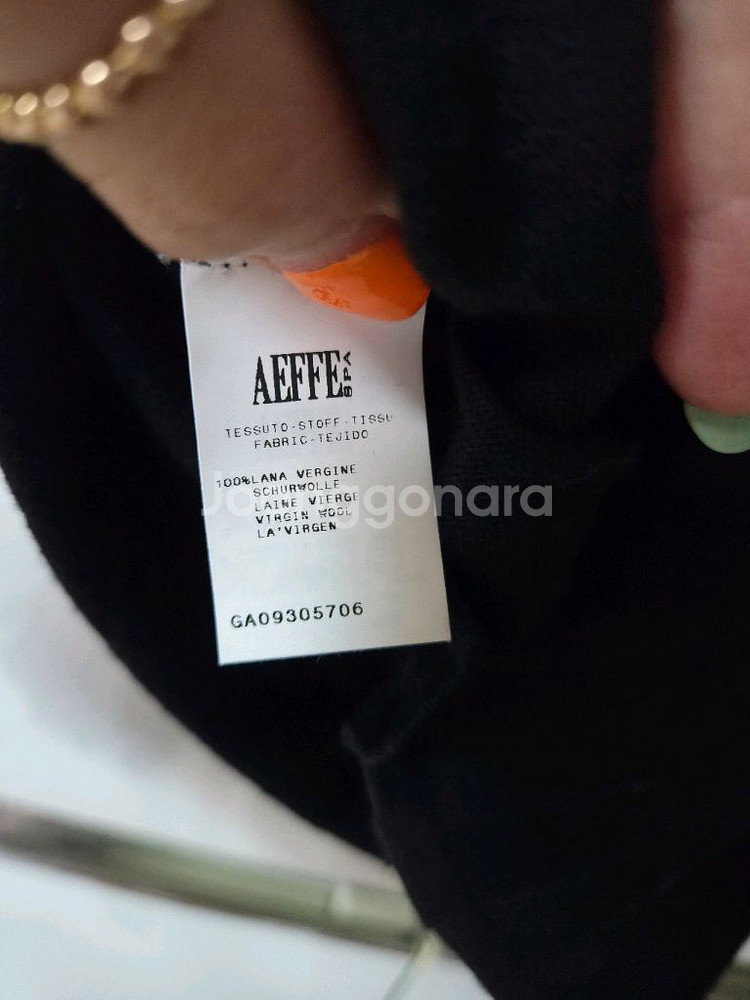 AEFFE SPA
TESSUTO-STOFF-TISSU
FABRIC-TEJIDO
100%LANA VERGINE
SCHURWOLLE
LAINE VIERGE
VIRGIN WOOL
LA'VIRGEN
GA09305706